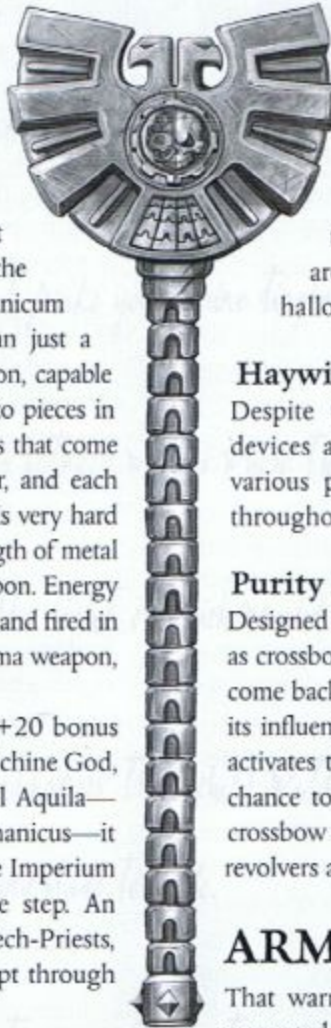 t
the
nicum
n just a
on, capable
to pieces in
s that come
r, and each
is very hard
gth of metal
pon. Energy
and fired in
ma weapon,
+20 bonus
chine God,
l Aquila—
hanicus—it
e Imperium
e step. An
ech-Priests,
pt through
ar
hallo
Haywi
Despite
devices a
various p
througho
Purity
Designed
as crossbo
come back
its influen
activates t
chance to
crossbow
revolvers a
ARM
That warr